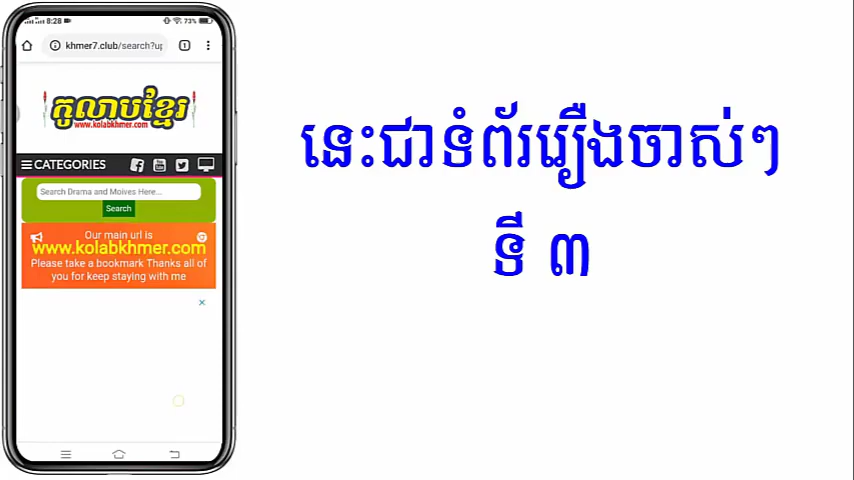 8:28
73%
khmer7.club/search?up
1
កូលាបខ្មែរ
www.kolabkhmer.com
CATEGORIES
Search Drama and Moives Here...
Search
Our main url is
www.kolabkhmer.com
Please take a bookmark Thanks all of
you for keep staying with me
នេះជាទំព័ររឿងចាស់ៗ
ទី ៣